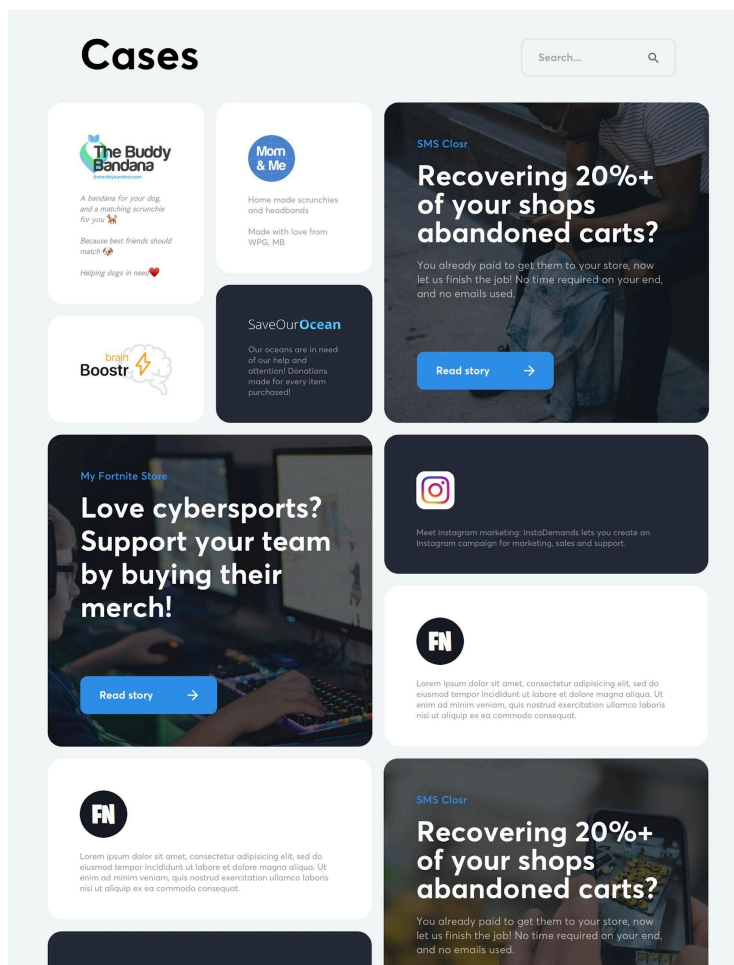 Cases
Search...
The Buddy
Bandana
thebuddybandana.com
A bandana for your dog,
and a matching scrunchie
for you 🐕
Because best friends should
match 🐶
Helping dogs in need❤️
Mom
& Me
Home made scrunchies
and headbands
Made with love from
WPG, MB
SMS Closr
Recovering 20%+
of your shops
abandoned carts?
You already paid to get them to your store, now
let us finish the job! No time required on your end,
and no emails used.
Read story
brain
Boostr
SaveOurOcean
Our oceans are in need
of our help and
attention! Donations
made for every item
purchased!
My Fortnite Store
Love cybersports?
Support your team
by buying their
merch!
Read story
Meet instagram marketing: InstaDemands lets you create an
Instagram campaign for marketing, sales and support.
FN
Lorem ipsum dolor sit amet, consectetur adipisicing elit, sed do
eiusmod tempor incididunt ut labore et dolore magna aliqua. Ut
enim ad minim veniam, quis nostrud exercitation ullamco laboris
nisi ut aliquip ex ea commodo consequat.
FN
Lorem ipsum dolor sit amet, consectetur adipisicing elit, sed do
eiusmod tempor incididunt ut labore et dolore magna aliqua. Ut
enim ad minim veniam, quis nostrud exercitation ullamco laboris
nisi ut aliquip ex ea commodo consequat.
SMS Closr
Recovering 20%+
of your shops
abandoned carts?
You already paid to get them to your store, now
let us finish the job! No time required on your end,
and no emails used.